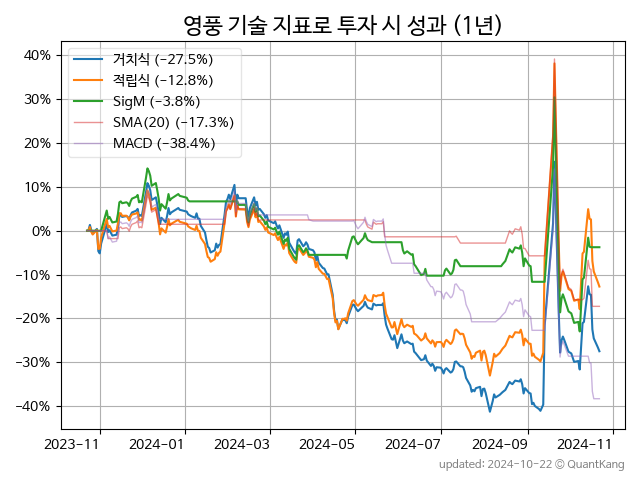 영풍 기술 지표로 투자 시 성과 (1년)
거치식 (−27.5%)
적립식 (−12.8%)
SigM (−3.8%)
SMA(20) (−17.3%)
MACD (−38.4%)
40%
30%
20%
10%
0%
−10%
−20%
−30%
−40%
2023-11 2024-01 2024-03 2024-05 2024-07 2024-09 2024-11
updated: 2024-10-22 © QuantKang